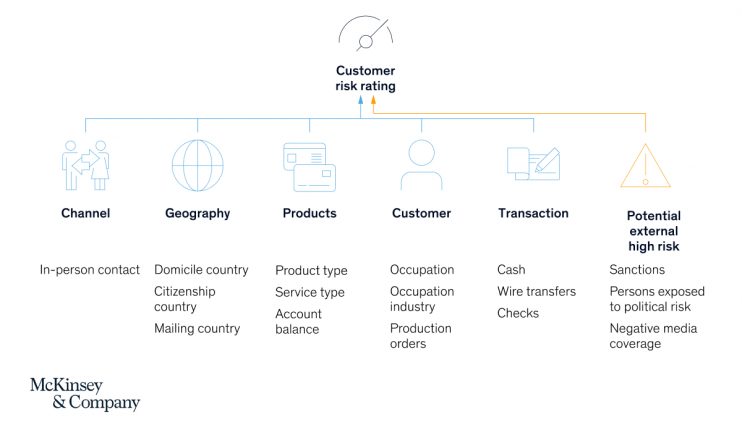 Customer
risk rating
Channel
Geography
Products
Customer
Transaction
Potential
external
high risk
In-person contact
Domicile country
Citizenship
country
Mailing country
Product type
Service type
Account
balance
Occupation
Occupation
industry
Production
orders
Cash
Wire transfers
Checks
Sanctions
Persons exposed
to political risk
Negative media
coverage
McKinsey
& Company